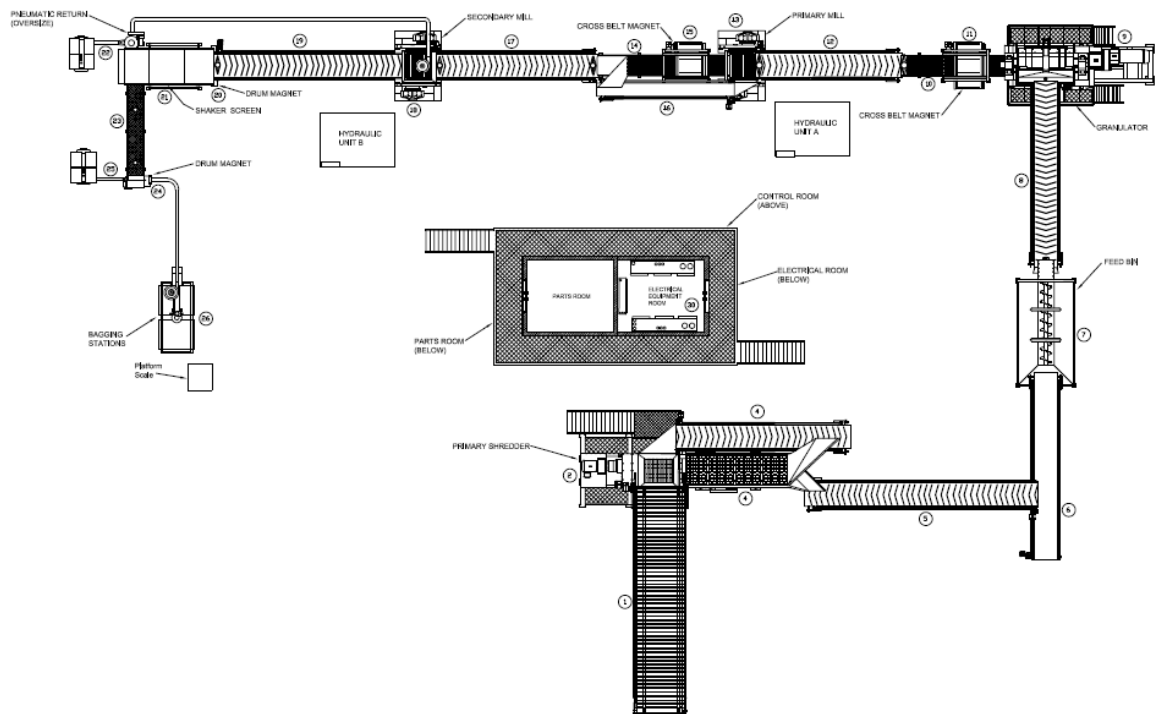 PNEUMATIC RETURN
(OVERSIZE)
22
19
SECONDARY MILL
17
CROSS BELT MAGNET
15
14
13
PRIMARY MILL
12
11
9
21
20
DRUM MAGNET
SHAKER SCREEN
18
16
10
CROSS BELT MAGNET
GRANULATOR
HYDRAULIC
UNIT B
HYDRAULIC
UNIT A
23
DRUM MAGNET
25
24
8
CONTROL ROOM
(ABOVE)
FEED BIN
ELECTRICAL ROOM
(BELOW)
PARTS ROOM
ELECTRICAL
EQUIPMENT
ROOM
30
26
BAGGING
STATIONS
PARTS ROOM
(BELOW)
7
Platform
Scale
4
PRIMARY SHREDDER
2
4
5
6
1